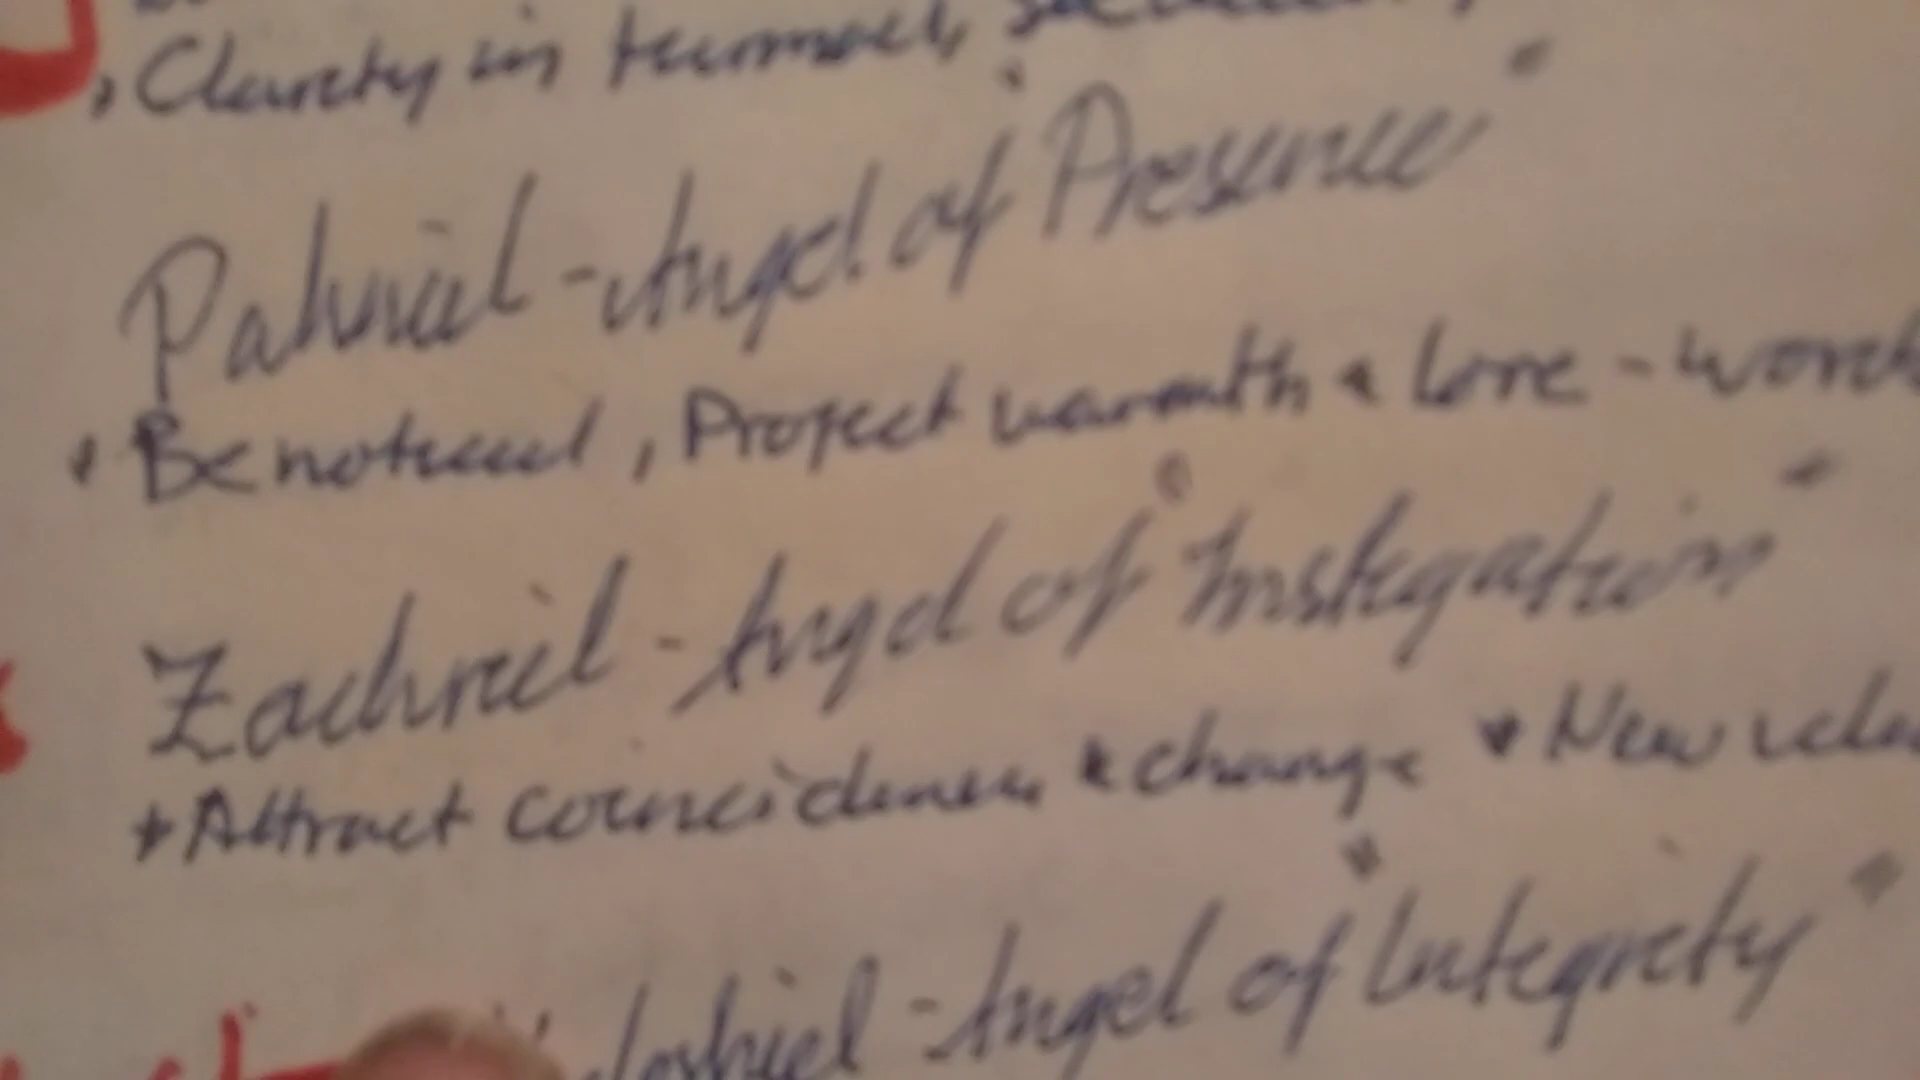 , Clarity in turmoil,
Pahniel - Angel of "Presence"
Be noticed, Project warmth & love -
Zachriel - Angel of "Instigation"
Attract coincidences & change New
- Angel of "Integrity"